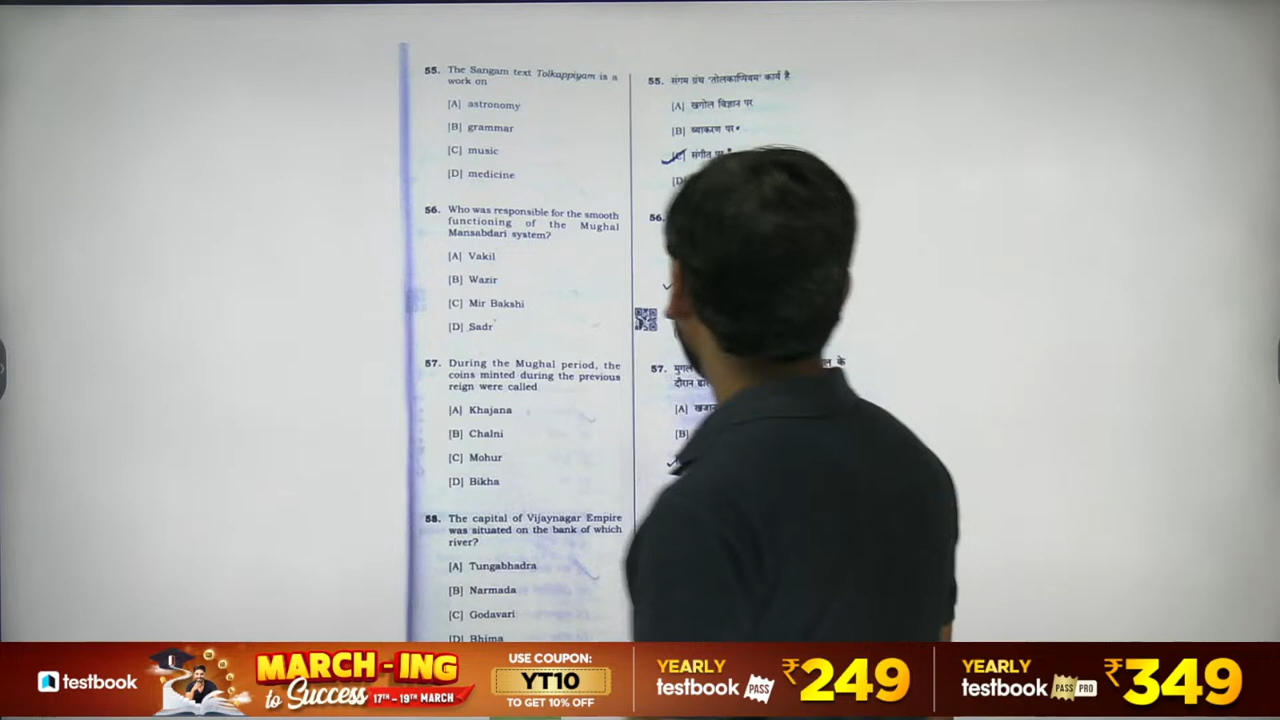 55. The Sangam text Tolkappiyam is a
work on
[A] astronomy
[B] grammar
[C] music
[D] medicine
56. Who was responsible for the smooth
functioning of the Mughal
Mansabdari system?
[A] Vakil
[B] Wazir
[C] Mir Bakshi
[D] Sadr
57. During the Mughal period, the
coins minted during the previous
reign were called
[A] Khajana
[B] Chalni
[C] Mohur
[D] Bikha
58. The capital of Vijaynagar Empire
was situated on the bank of which
river?
[A] Tungabhadra
[B] Narmada
[C] Godavari
[D] Bhima
55. संगम ग्रंथ 'तोलकाप्पियम' कार्य है
[A] खगोल विज्ञान पर
[B] व्याकरण पर
[C] संगीत पर
[D]
56.
57. के
दौरान
[A]
[B]
testbook
MARCH-ING
to Success 17TH - 19TH MARCH
USE COUPON:
YT10
TO GET 10% OFF
YEARLY
testbook PASS
₹249
YEARLY
testbook PASS PRO
₹349